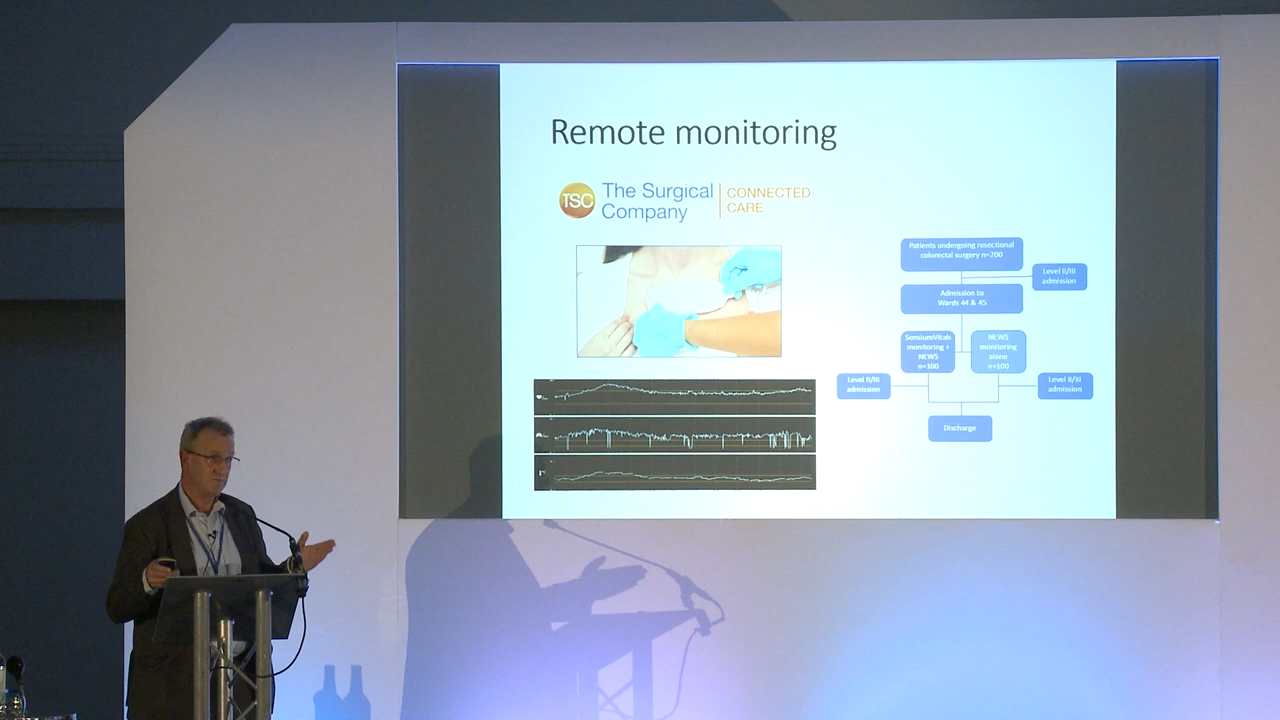 Remote monitoring
TSC
The Surgical
Company
CONNECTED
CARE
Patients undergoing resectional
colorectal surgery n=200
Level II/III
admission
Admission to
Wards 44 & 45
SensiumVitals
monitoring +
NEWS
n=100
NEWS
monitoring
alone
n=100
Level II/III
admission
Level II/III
admission
Discharge